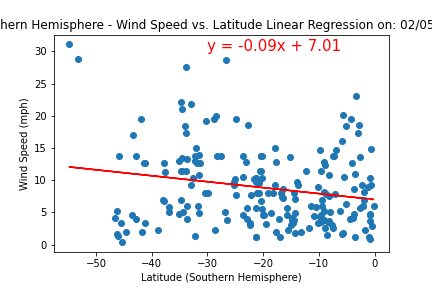 hern Hemisphere - Wind Speed vs. Latitude Linear Regression on: 02/05
y = -0.09x + 7.01
30
25
20
15
10
5
0
Wind Speed (mph)
−50 −40 −30 −20 −10 0
Latitude (Southern Hemisphere)